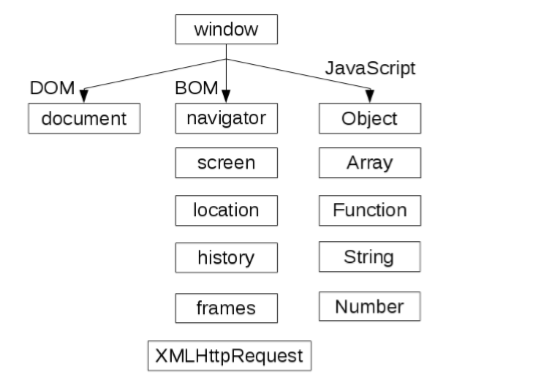 window
JavaScript
DOM
BOM
document
navigator
Object
screen
Array
location
Function
history
String
frames
Number
XMLHttpRequest